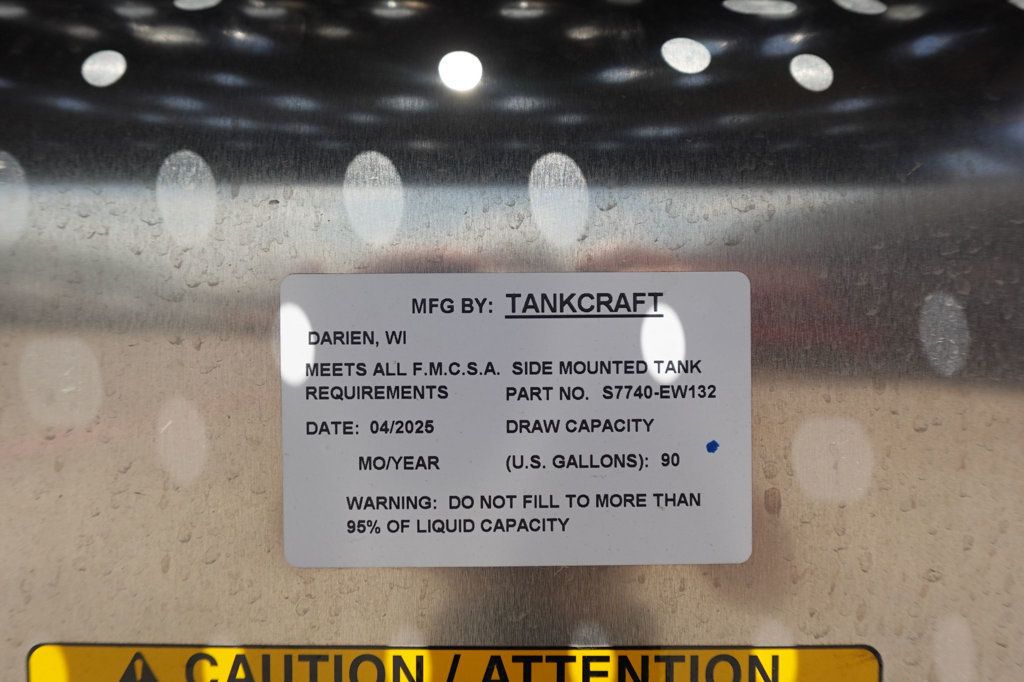 MFG BY: TANKCRAFT
DARIEN, WI
MEETS ALL F.M.C.S.A. SIDE MOUNTED TANK
REQUIREMENTS PART NO. S7740-EW132
DATE: 04/2025 DRAW CAPACITY
MO/YEAR (U.S. GALLONS): 90
WARNING: DO NOT FILL TO MORE THAN
95% OF LIQUID CAPACITY
CAUTION / ATTENTION